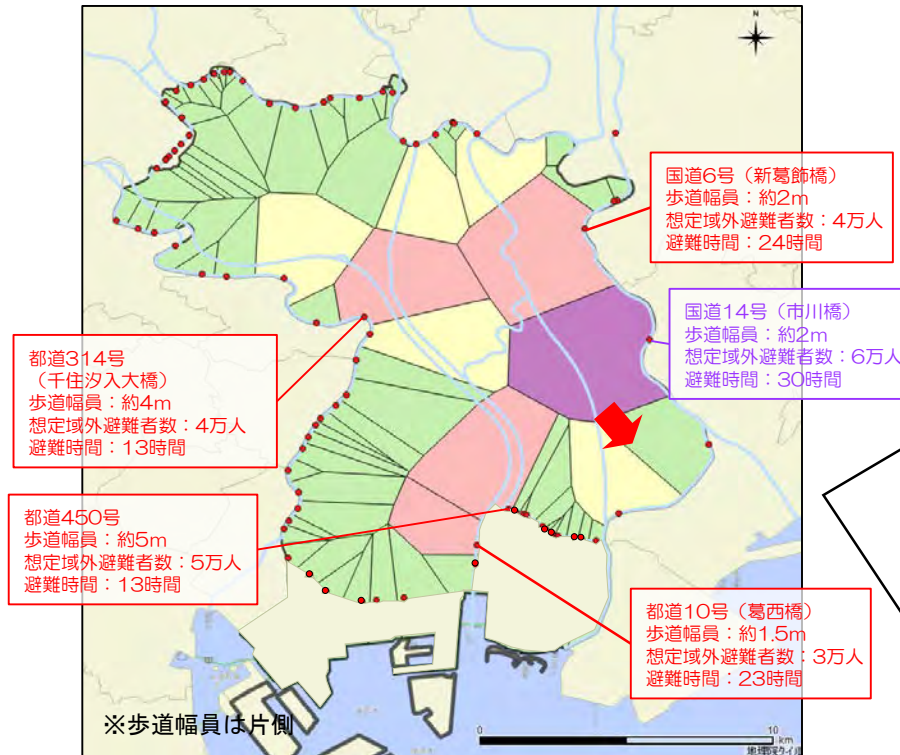 N
国道6号（新葛飾橋）
歩道幅員：約2m
想定域外避難者数：4万人
避難時間：24時間
国道14号（市川橋）
歩道幅員：約2m
想定域外避難者数：6万人
避難時間：30時間
都道314号
（千住汐入大橋）
歩道幅員：約4m
想定域外避難者数：4万人
避難時間：13時間
都道450号
歩道幅員：約5m
想定域外避難者数：5万人
避難時間：13時間
都道10号（葛西橋）
歩道幅員：約1.5m
想定域外避難者数：3万人
避難時間：23時間
※歩道幅員は片側
0 10
km
地理院タイル